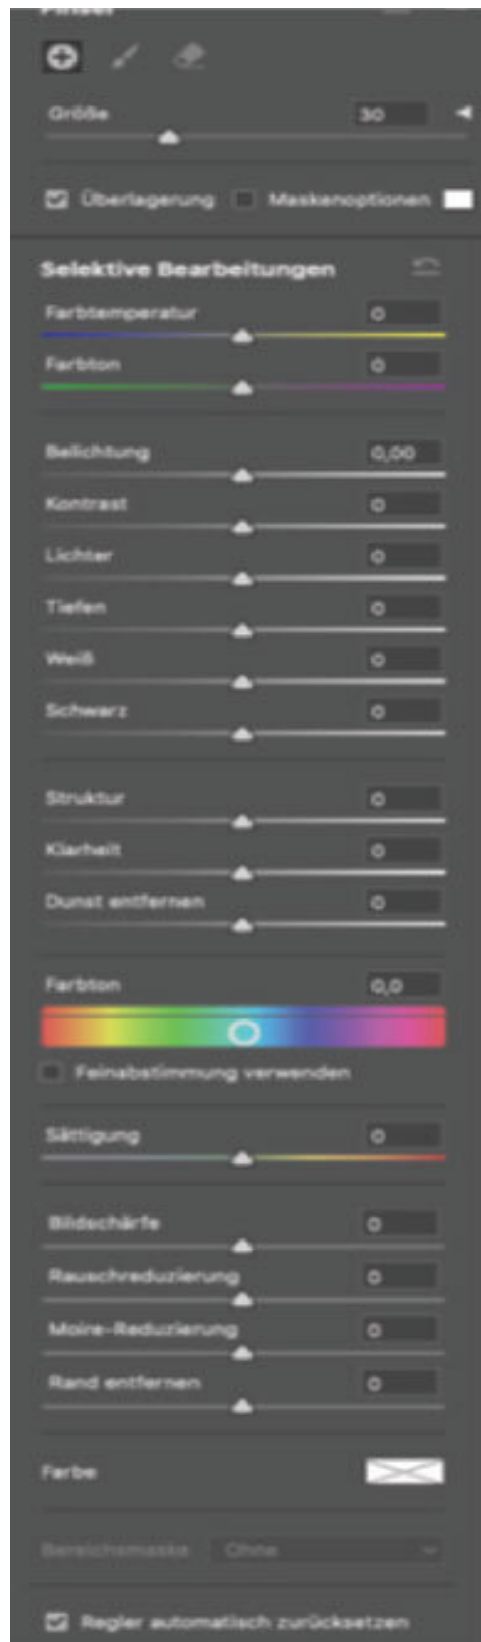 Pinsel
Größe 30
Überlagerung Maskenoptionen
Selektive Bearbeitungen
Farbtemperatur 0
Farbton 0
Belichtung 0,00
Kontrast 0
Lichter 0
Tiefen 0
Weiß 0
Schwarz 0
Struktur 0
Klarheit 0
Dunst entfernen 0
Farbton 0,0
Feinabstimmung verwenden
Sättigung 0
Bildschärfe 0
Rauschreduzierung 0
Moire-Reduzierung 0
Rand entfernen 0
Farbe
Bereichsmaske Ohne
Regler automatisch zurücksetzen